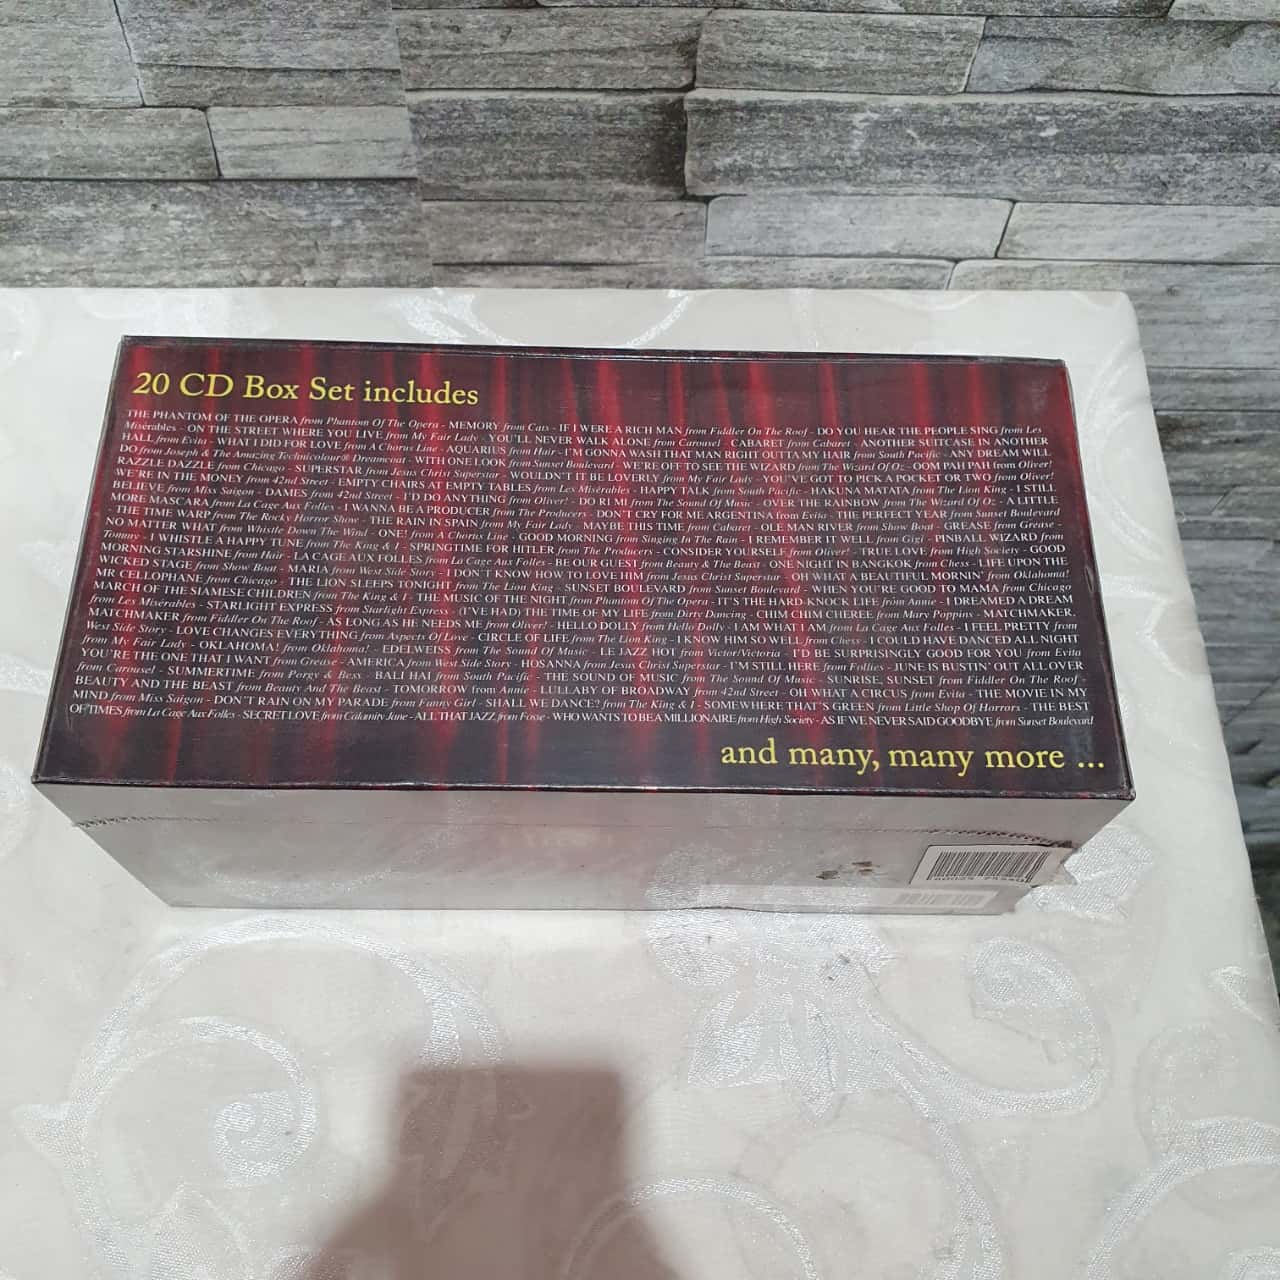 20 CD Box Set includes
THE PHANTOM OF THE OPERA from Phantom Of The Opera - MEMORY from Cats - IF I WERE A RICH MAN from Fiddler On The Roof - DO YOU HEAR THE PEOPLE SING from Les
Misérables - ON THE STREET WHERE YOU LIVE from My Fair Lady - YOU'LL NEVER WALK ALONE from Carousel - CABARET from Cabaret - ANOTHER SUITCASE IN ANOTHER
HALL from Evita - WHAT I DID FOR LOVE from A Chorus Line - AQUARIUS from Hair - I'M GONNA WASH THAT MAN RIGHT OUTTA MY HAIR from South Pacific - ANY DREAM WILL
DO from Joseph & The Amazing Technicolour® Dreamcoat - WITH ONE LOOK from Sunset Boulevard - WE'RE OFF TO SEE THE WIZARD from The Wizard Of Oz - OOM PAH PAH from Oliver!
RAZZLE DAZZLE from Chicago - SUPERSTAR from Jesus Christ Superstar - WOULDN'T IT BE LOVERLY from My Fair Lady - YOU'VE GOT TO PICK A POCKET OR TWO from Oliver!
WE'RE IN THE MONEY from 42nd Street - EMPTY CHAIRS AT EMPTY TABLES from Les Misérables - HAPPY TALK from South Pacific - HAKUNA MATATA from The Lion King - I STILL
BELIEVE from Miss Saigon - DAMES from 42nd Street - I'D DO ANYTHING from Oliver! - DO RE MI from The Sound Of Music - OVER THE RAINBOW from The Wizard Of Oz - A LITTLE
MORE MASCARA from La Cage Aux Folles - I WANNA BE A PRODUCER from The Producers - DON'T CRY FOR ME ARGENTINA from Evita - THE PERFECT YEAR from Sunset Boulevard
- THE TIME WARP from The Rocky Horror Show - THE RAIN IN SPAIN from My Fair Lady - MAYBE THIS TIME from Cabaret - OLE MAN RIVER from Show Boat - GREASE from Grease -
NO MATTER WHAT from Whistle Down The Wind - ONE! from A Chorus Line - GOOD MORNING from Singing In The Rain - I REMEMBER IT WELL from Gigi - PINBALL WIZARD from
Tommy - I WHISTLE A HAPPY TUNE from The King & I - SPRINGTIME FOR HITLER from The Producers - CONSIDER YOURSELF from Oliver! - TRUE LOVE from High Society - GOOD
MORNING STARSHINE from Hair - LA CAGE AUX FOLLES from La Cage Aux Folles - BE OUR GUEST from Beauty & The Beast - ONE NIGHT IN BANGKOK from Chess - LIFE UPON THE
WICKED STAGE from Show Boat - MARIA from West Side Story - I DON'T KNOW HOW TO LOVE HIM from Jesus Christ Superstar - OH WHAT A BEAUTIFUL MORNIN' from Oklahoma!
MR CELLOPHANE from Chicago - THE LION SLEEPS TONIGHT from The Lion King - SUNSET BOULEVARD from Sunset Boulevard - WHEN YOU'RE GOOD TO MAMA from Chicago
MARCH OF THE SIAMESE CHILDREN from The King & I - THE MUSIC OF THE NIGHT from Phantom Of The Opera - IT'S THE HARD-KNOCK LIFE from Annie - I DREAMED A DREAM
from Les Misérables - STARLIGHT EXPRESS from Starlight Express - (I'VE HAD) THE TIME OF MY LIFE from Dirty Dancing - CHIM CHIM CHEREE from Mary Poppins - MATCHMAKER,
MATCHMAKER from Fiddler On The Roof - AS LONG AS HE NEEDS ME from Oliver! - HELLO DOLLY from Hello Dolly - I AM WHAT I AM from La Cage Aux Folles - I FEEL PRETTY from
West Side Story - LOVE CHANGES EVERYTHING from Aspects Of Love - CIRCLE OF LIFE from The Lion King - I KNOW HIM SO WELL from Chess - I COULD HAVE DANCED ALL NIGHT
from My Fair Lady - OKLAHOMA! from Oklahoma! - EDELWEISS from The Sound Of Music - LE JAZZ HOT from Victor/Victoria - I'D BE SURPRISINGLY GOOD FOR YOU from Evita
YOU'RE THE ONE THAT I WANT from Grease - AMERICA from West Side Story - HOSANNA from Jesus Christ Superstar - I'M STILL HERE from Follies - JUNE IS BUSTIN' OUT ALL OVER
from Carousel - SUMMERTIME from Porgy & Bess - BALI HAI from South Pacific - THE SOUND OF MUSIC from The Sound Of Music - SUNRISE, SUNSET from Fiddler On The Roof -
BEAUTY AND THE BEAST from Beauty And The Beast - TOMORROW from Annie - LULLABY OF BROADWAY from 42nd Street - OH WHAT A CIRCUS from Evita - THE MOVIE IN MY
MIND from Miss Saigon - DON'T RAIN ON MY PARADE from Funny Girl - SHALL WE DANCE? from The King & I - SOMEWHERE THAT'S GREEN from Little Shop Of Horrors - THE BEST
OF TIMES from La Cage Aux Folles - SECRET LOVE from Calamity Jane - ALL THAT JAZZ from Fosse - WHO WANTS TO BE A MILLIONAIRE from High Society - AS IF WE NEVER SAID GOODBYE from Sunset Boulevard
and many, many more ...